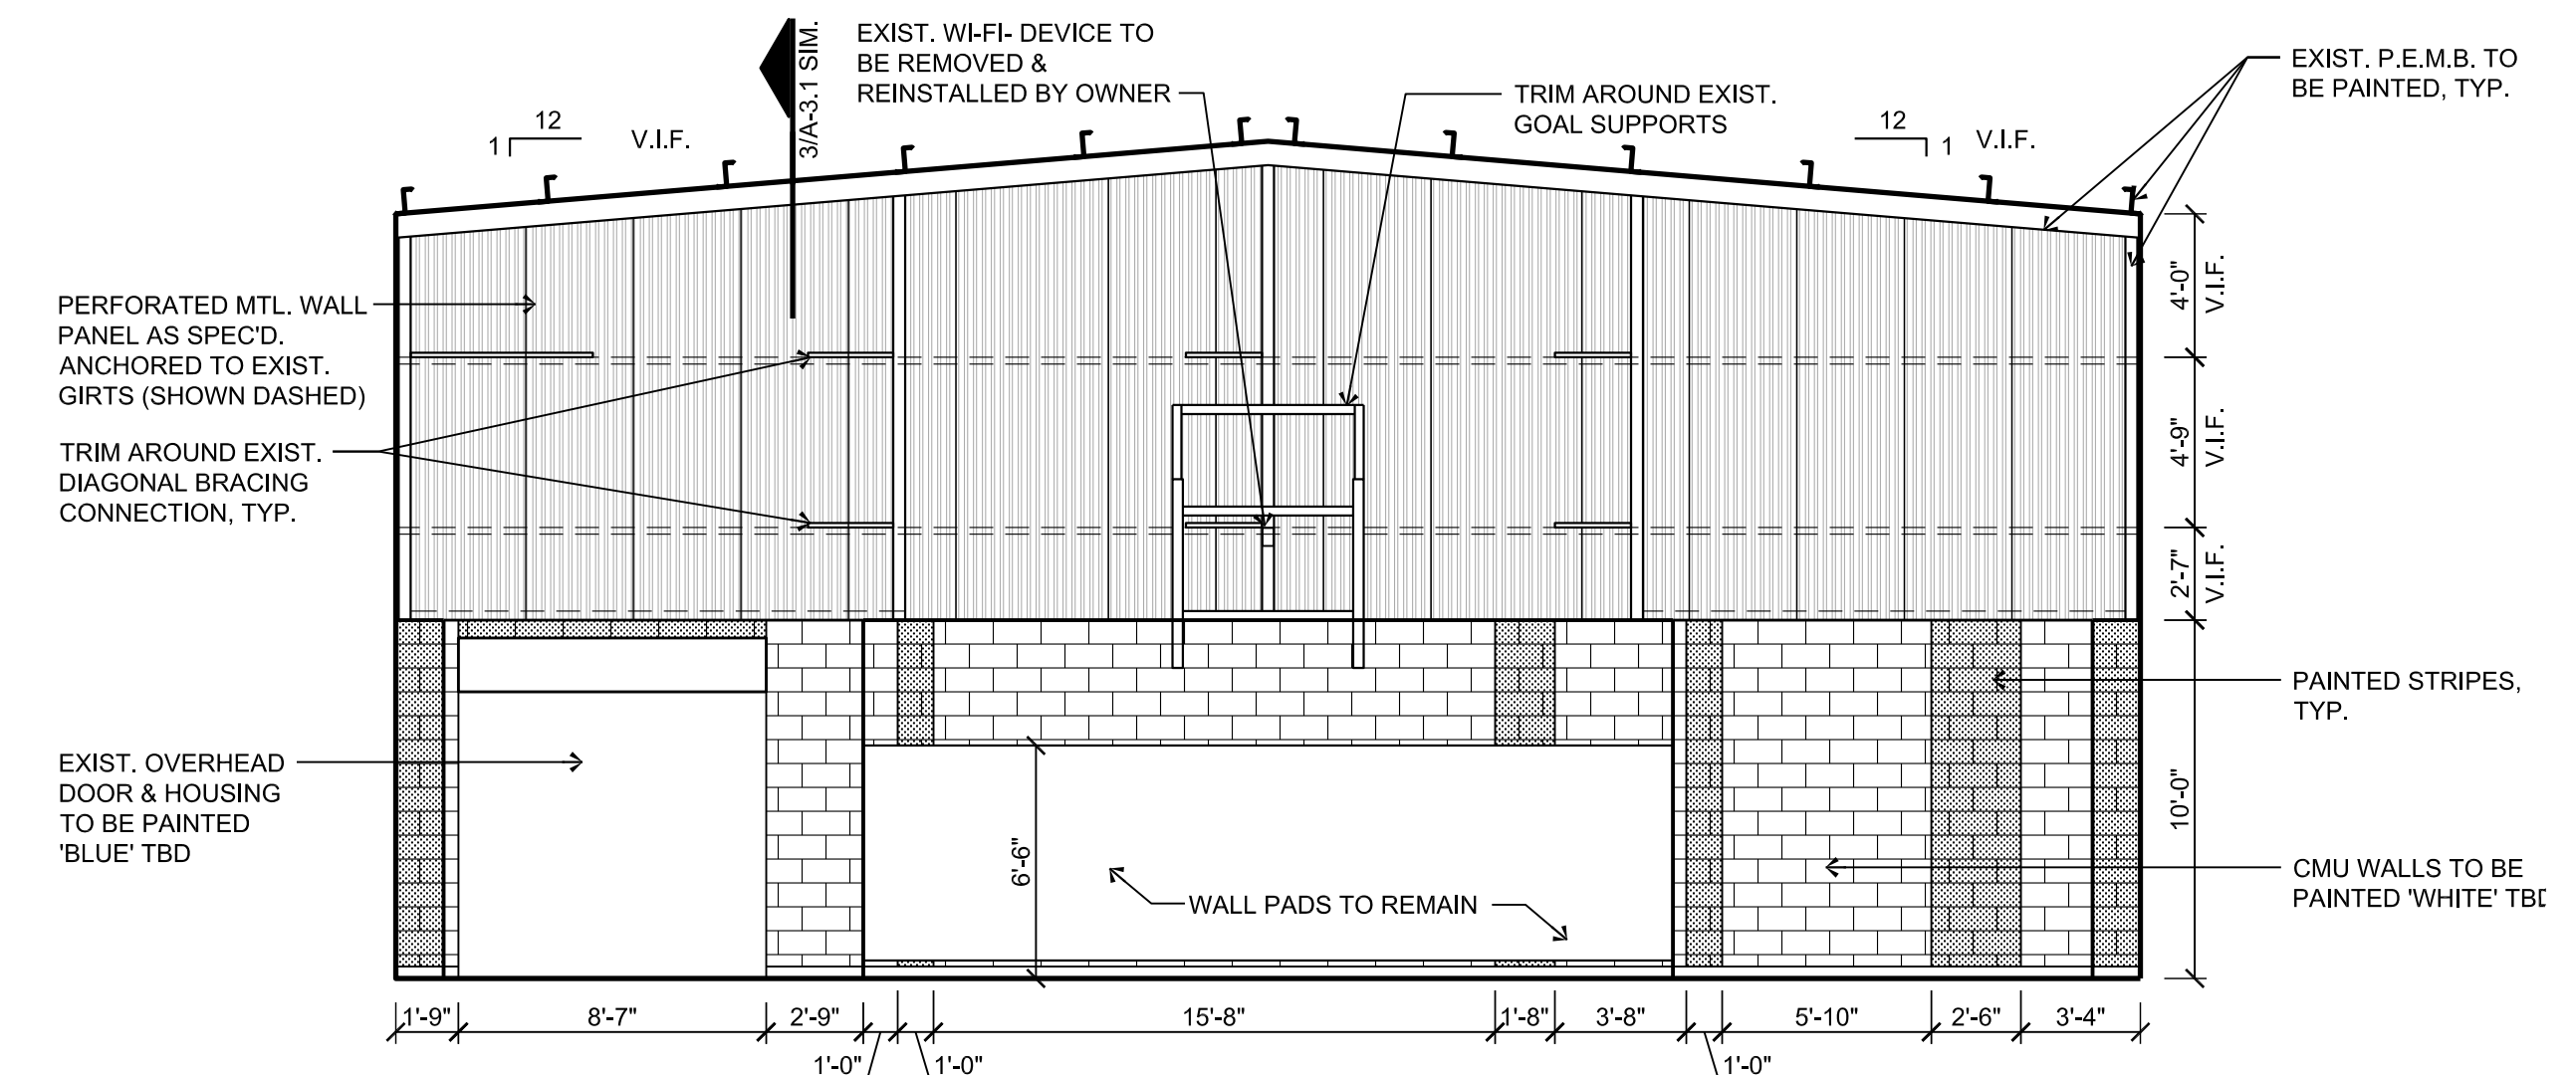 EXIST. WI-FI- DEVICE TO
BE REMOVED &
REINSTALLED BY OWNER
3/A-3.1 SIM.
12
1
V.I.F.
TRIM AROUND EXIST.
GOAL SUPPORTS
12
1
V.I.F.
EXIST. P.E.M.B. TO
BE PAINTED, TYP.
PERFORATED MTL. WALL
PANEL AS SPEC'D.
ANCHORED TO EXIST.
GIRTS (SHOWN DASHED)
TRIM AROUND EXIST.
DIAGONAL BRACING
CONNECTION, TYP.
EXIST. OVERHEAD
DOOR & HOUSING
TO BE PAINTED
'BLUE' TBD
4'-0"
V.I.F.
4'-9"
V.I.F.
2'-7"
V.I.F.
10'-0"
PAINTED STRIPES,
TYP.
CMU WALLS TO BE
PAINTED 'WHITE' TBD
6'-6"
WALL PADS TO REMAIN
1'-9"
8'-7"
2'-9"
1'-0"
1'-0"
15'-8"
1'-8"
3'-8"
1'-0"
5'-10"
2'-6"
3'-4"